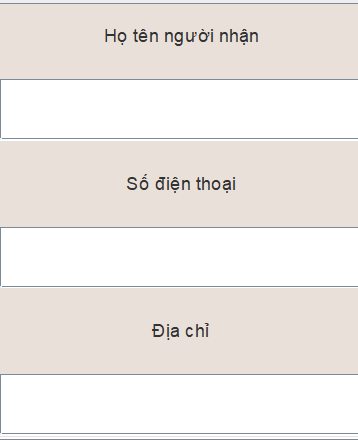 Họ tên người nhận
Số điện thoại
Địa chỉ